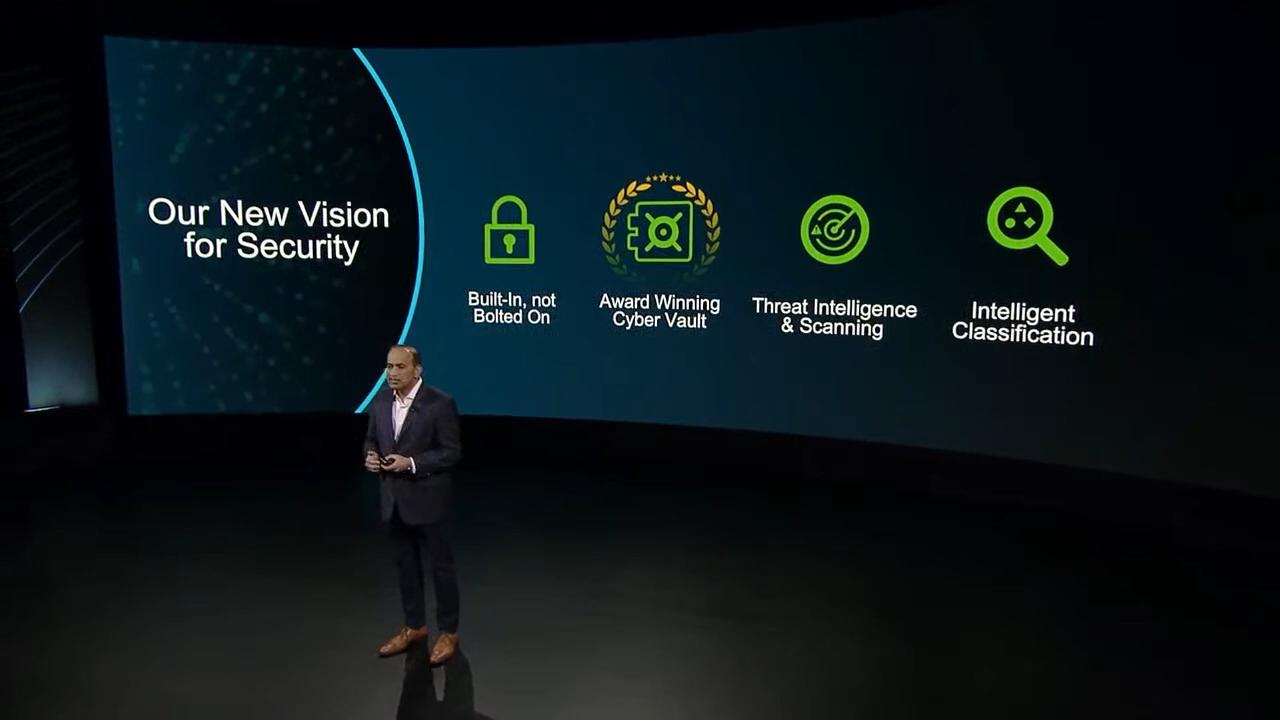 Our New Vision
for Security
Built-In, not
Bolted On
Award Winning
Cyber Vault
Threat Intelligence
& Scanning
Intelligent
Classification